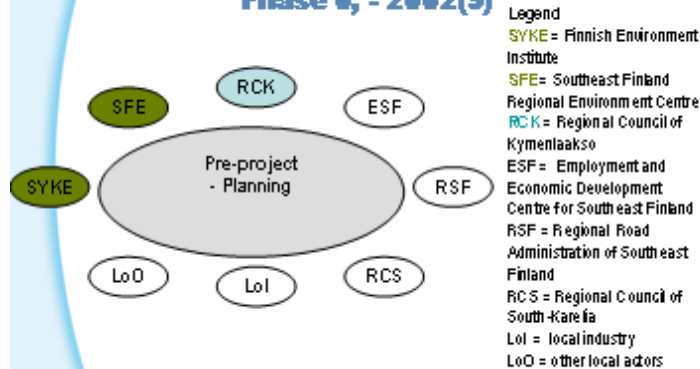 Phase 0, - 2002(9)
Legend
SYKE = Finnish Environment
Institute
SFE= Southeast Finland
Regional Environment Centre
RCK = Regional Council of
Kymenlaakso
ESF = Employment and
Economic Development
Centre for Southeast Finland
RSF = Regional Road
Administration of Southeast
Finland
RCS = Regional Council of
South-Karelia
LoI = local industry
LoO = other local actors
RCK
SFE
ESF
Pre-project
- Planning
SYKE
RSF
LoO
LoI
RCS